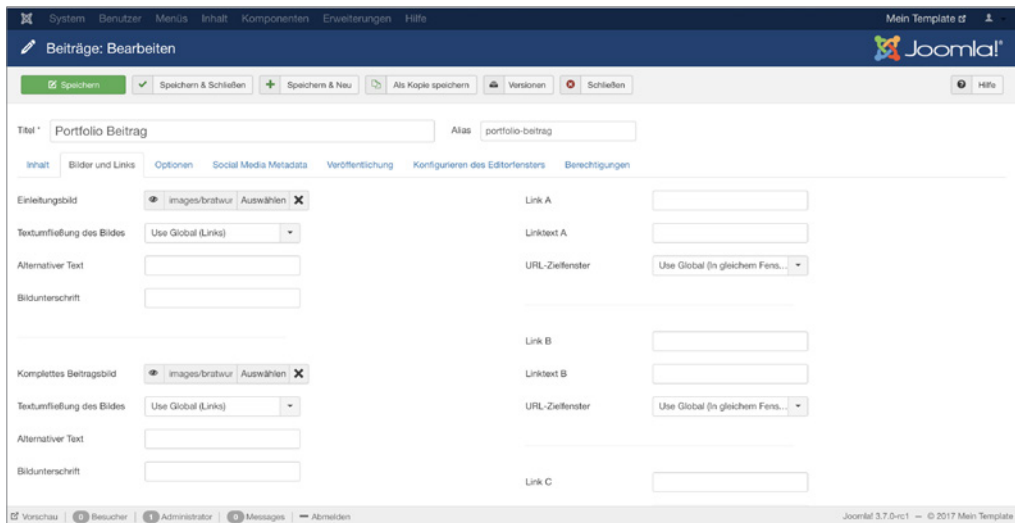 System Benutzer Menüs Inhalt Komponenten Erweiterungen Hilfe Mein Template
Beiträge: Bearbeiten Joomla!®
Speichern Speichern & Schließen Speichern & Neu Als Kopie speichern Versionen Schließen Hilfe
Titel * Portfolio Beitrag Alias portfolio-beitrag
Inhalt Bilder und Links Optionen Social Media Metadata Veröffentlichung Konfigurieren des Editorfensters Berechtigungen
Einleitungsbild images/bratwur Auswählen Link A
Textumfließung des Bildes Use Global (Links) Linktext A
Alternativer Text URL-Zielfenster Use Global (In gleichem Fens...
Bildunterschrift
Link B
Komplettes Beitragsbild images/bratwur Auswählen Linktext B
Textumfließung des Bildes Use Global (Links) URL-Zielfenster Use Global (In gleichem Fens...
Alternativer Text
Bildunterschrift Link C
Vorschau 0 Besucher 1 Administrator 0 Messages Abmelden Joomla! 3.7.0-rc1 — © 2017 Mein Template